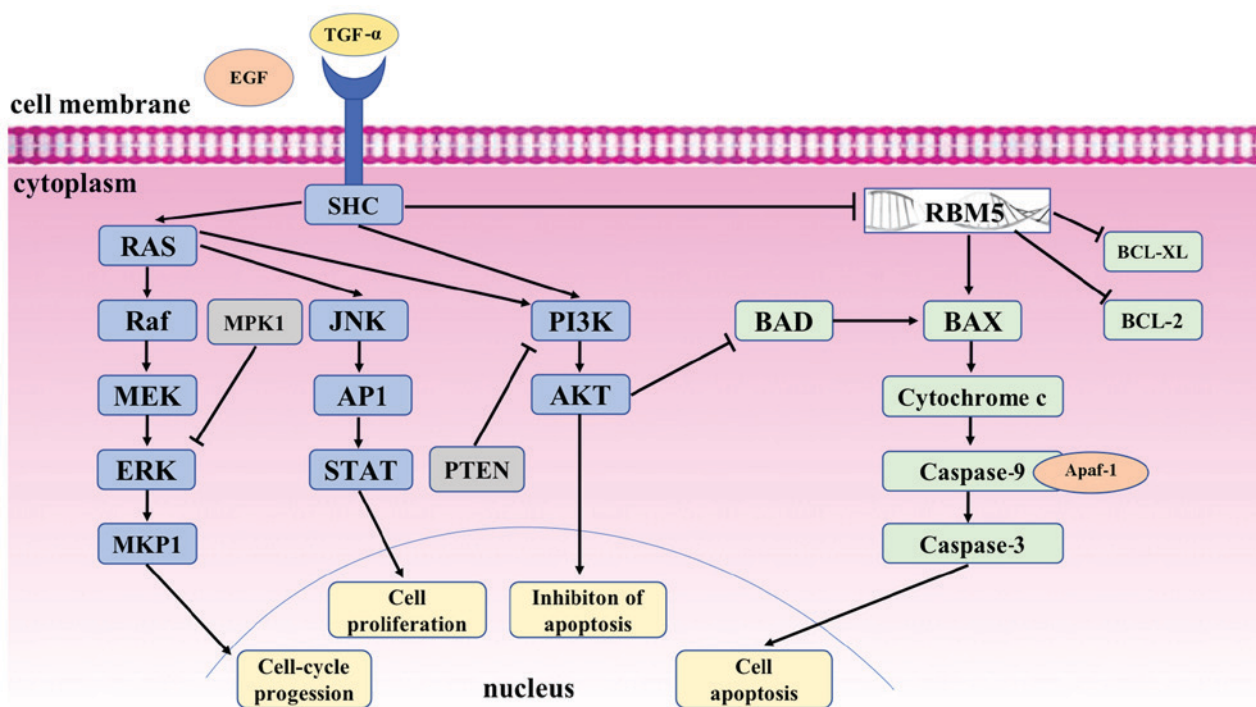 TGF-α
EGF
cell membrane
cytoplasm
SHC
RBM5
RAS
BCL-XL
Raf
MPK1
JNK
PI3K
BAD
BAX
BCL-2
MEK
AP1
AKT
Cytochrome c
ERK
STAT
PTEN
Caspase-9
Apaf-1
MKP1
Caspase-3
Cell
proliferation
Inhibiton of
apoptosis
Cell-cycle
progession
nucleus
Cell
apoptosis